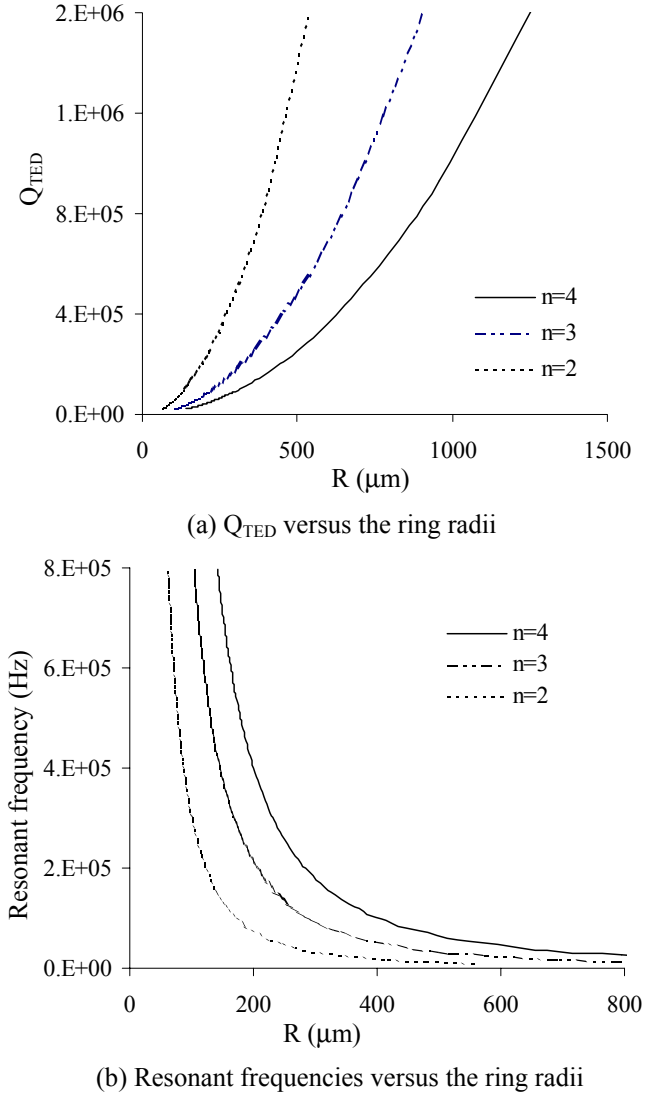 2.E+06
1.E+06
8.E+05
4.E+05
0.E+00
Q_TED
n=4
n=3
n=2
0
500
1000
1500
R (μm)
(a) Q_TED versus the ring radii
8.E+05
6.E+05
4.E+05
2.E+05
0.E+00
Resonant frequency (Hz)
n=4
n=3
n=2
0
200
400
600
800
R (μm)
(b) Resonant frequencies versus the ring radii